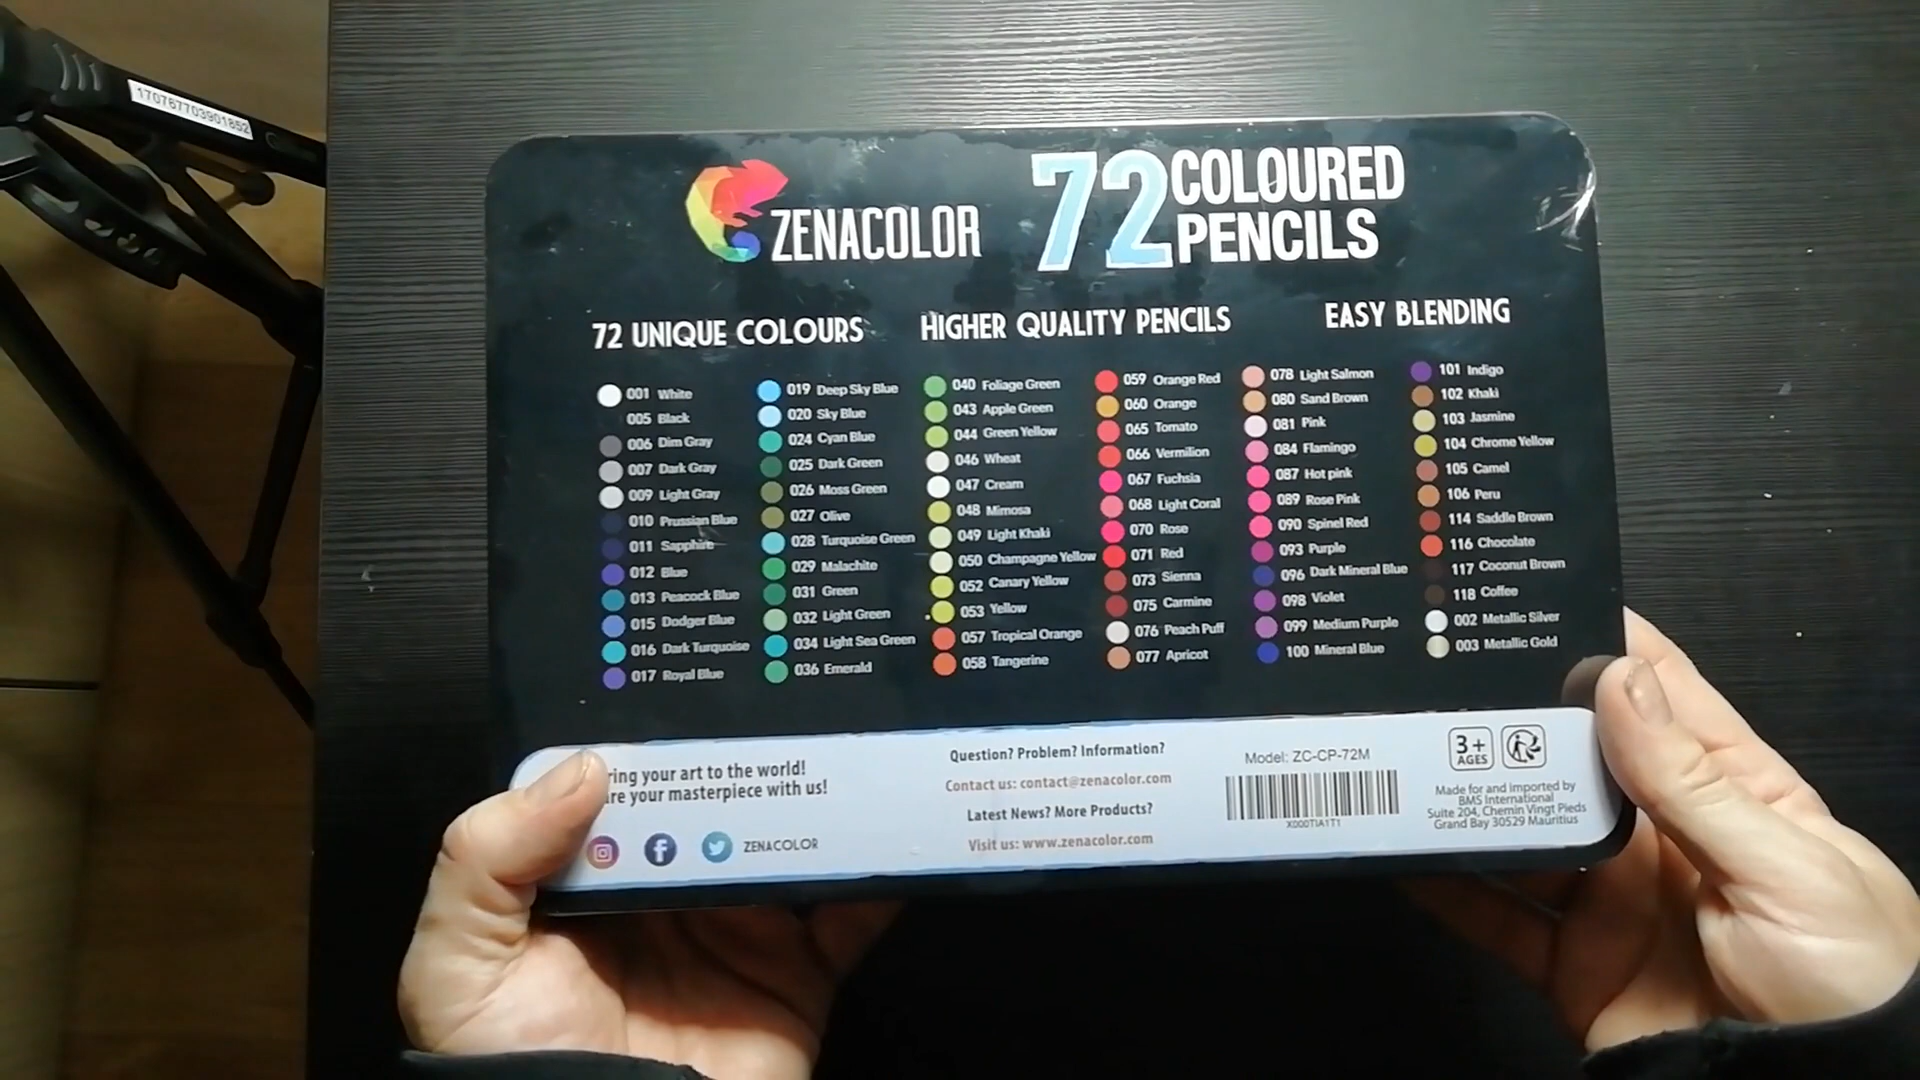 170767703901852
ZENACOLOR
72 COLOURED
PENCILS
72 UNIQUE COLOURS
HIGHER QUALITY PENCILS
EASY BLENDING
001 White
005 Black
006 Dim Gray
007 Dark Gray
009 Light Gray
010 Prussian Blue
011 Sapphire
012 Blue
013 Peacock Blue
015 Dodger Blue
016 Dark Turquoise
017 Royal Blue
019 Deep Sky Blue
020 Sky Blue
024 Cyan Blue
025 Dark Green
026 Moss Green
027 Olive
028 Turquoise Green
029 Malachite
031 Green
032 Light Green
034 Light Sea Green
036 Emerald
040 Foliage Green
043 Apple Green
044 Green Yellow
046 Wheat
047 Cream
048 Mimosa
049 Light Khaki
050 Champagne Yellow
052 Canary Yellow
053 Yellow
057 Tropical Orange
058 Tangerine
059 Orange Red
060 Orange
065 Tomato
066 Vermilion
067 Fuchsia
068 Light Coral
070 Rose
071 Red
073 Sienna
075 Carmine
076 Peach Puff
077 Apricot
078 Light Salmon
080 Sand Brown
081 Pink
084 Flamingo
087 Hot pink
089 Rose Pink
090 Spinel Red
093 Purple
096 Dark Mineral Blue
098 Violet
099 Medium Purple
100 Mineral Blue
101 Indigo
102 Khaki
103 Jasmine
104 Chrome Yellow
105 Camel
106 Peru
114 Saddle Brown
116 Chocolate
117 Coconut Brown
118 Coffee
002 Metallic Silver
003 Metallic Gold
ring your art to the world!
re your masterpiece with us!
ZENACOLOR
Question? Problem? Information?
Contact us: contact@zenacolor.com
Latest News? More Products?
Visit us: www.zenacolor.com
Model: ZC-CP-72M
X000TIA1T1
3+
AGES
Made for and imported by
BMS International
Suite 204, Chemin Vingt Pieds
Grand Bay 30529 Mauritius